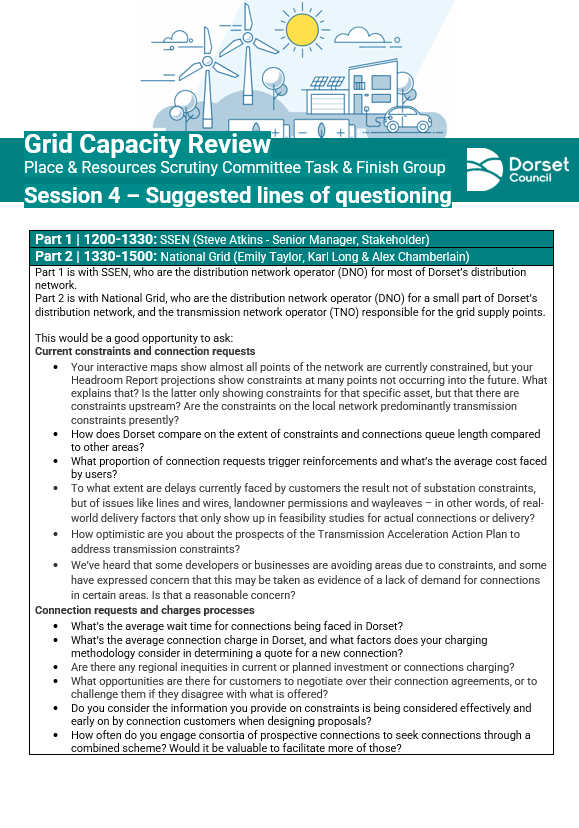 Grid Capacity Review
Place & Resources Scrutiny Committee Task & Finish Group
Session 4 – Suggested lines of questioning
Dorset
Council
Part 1 | 1200-1330: SSEN (Steve Atkins - Senior Manager, Stakeholder)
Part 2 | 1330-1500: National Grid (Emily Taylor, Karl Long & Alex Chamberlain)
Part 1 is with SSEN, who are the distribution network operator (DNO) for most of Dorset's distribution
network.
Part 2 is with National Grid, who are the distribution network operator (DNO) for a small part of Dorset's
distribution network, and the transmission network operator (TNO) responsible for the grid supply points.
This would be a good opportunity to ask:
Current constraints and connection requests
• Your interactive maps show almost all points of the network are currently constrained, but your
Headroom Report projections show constraints at many points not occurring into the future. What
explains that? Is the latter only showing constraints for that specific asset, but that there are
constraints upstream? Are the constraints on the local network predominantly transmission
constraints presently?
• How does Dorset compare on the extent of constraints and connections queue length compared
to other areas?
• What proportion of connection requests trigger reinforcements and what's the average cost faced
by users?
• To what extent are delays currently faced by customers the result not of substation constraints,
but of issues like lines and wires, landowner permissions and wayleaves – in other words, of real-
world delivery factors that only show up in feasibility studies for actual connections or delivery?
• How optimistic are you about the prospects of the Transmission Acceleration Action Plan to
address transmission constraints?
• We've heard that some developers or businesses are avoiding areas due to constraints, and some
have expressed concern that this may be taken as evidence of a lack of demand for connections
in certain areas. Is that a reasonable concern?
Connection requests and charges processes
• What's the average wait time for connections being faced in Dorset?
• What's the average connection charge in Dorset, and what factors does your charging
methodology consider in determining a quote for a new connection?
• Are there any regional inequities in current or planned investment or connections charging?
• What opportunities are there for customers to negotiate over their connection agreements, or to
challenge them if they disagree with what is offered?
• Do you consider the information you provide on constraints is being considered effectively and
early on by connection customers when designing proposals?
• How often do you engage consortia of prospective connections to seek connections through a
combined scheme? Would it be valuable to facilitate more of those?